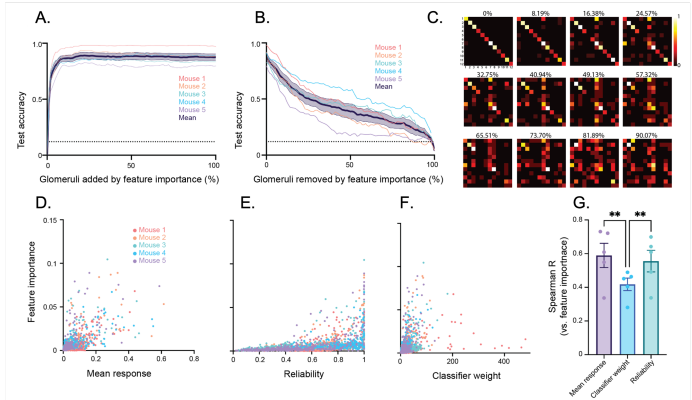 A.
B.
C.
0%
8.19%
16.38%
24.57%
1
0
32.75%
40.94%
49.13%
57.32%
65.51%
73.70%
81.89%
90.07%
Test accuracy
1.0
0.5
0
0
50
100
Mouse 1
Mouse 2
Mouse 3
Mouse 4
Mouse 5
Mean
Glomeruli added by feature importance (%)
Test accuracy
1.0
0.5
0
0
50
100
Mouse 1
Mouse 2
Mouse 3
Mouse 4
Mouse 5
Mean
Glomeruli removed by feature importance (%)
D.
E.
F.
G.
Feature importance
0.15
0.10
0.05
0
0
0.2
0.4
0.6
0.8
Mouse 1
Mouse 2
Mouse 3
Mouse 4
Mouse 5
Mean response
0
0.2
0.4
0.6
0.8
1
Reliability
0
200
400
Classifier weight
Spearman R
(vs. feature importnace)
0.8
0.6
0.4
0.2
0
**
**
Mean response
Classifier weight
Reliability